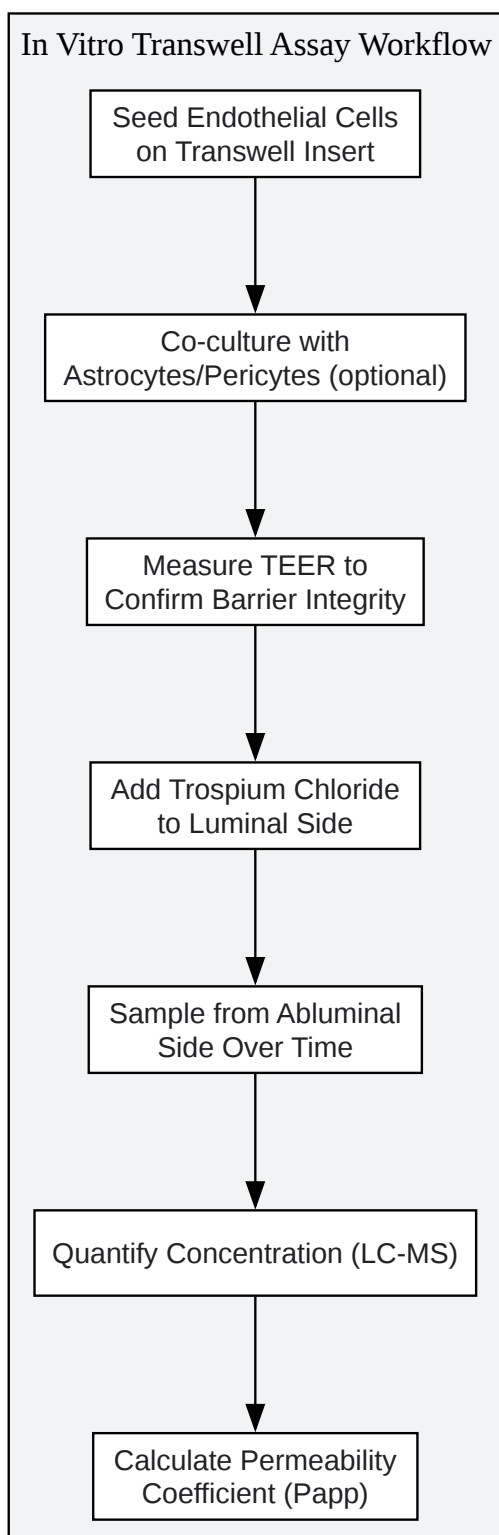 In Vitro Transwell Assay Workflow
Seed Endothelial Cells
on Transwell Insert
Co-culture with
Astrocytes/Pericytes (optional)
Measure TEER to
Confirm Barrier Integrity
Add Trospium Chloride
to Luminal Side
Sample from Abluminal
Side Over Time
Quantify Concentration (LC-MS)
Calculate Permeability
Coefficient (Papp)